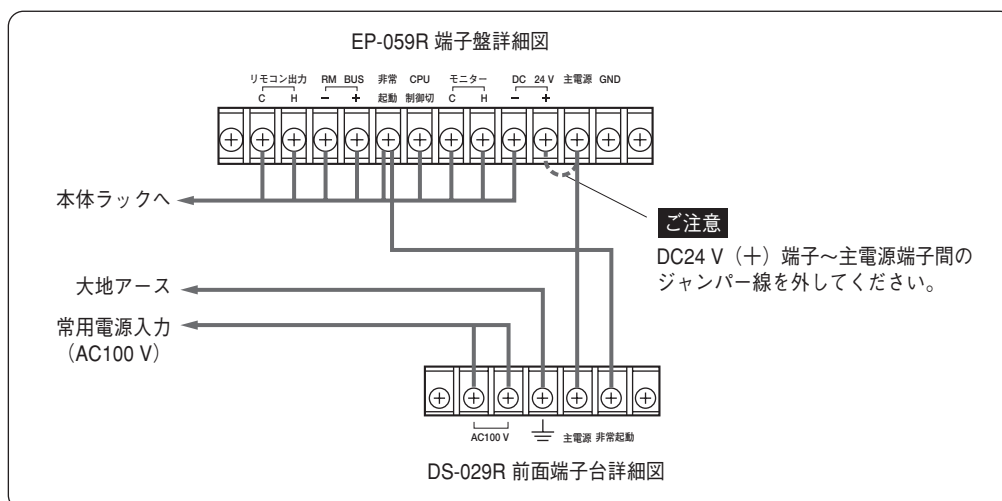 EP-059R 端子盤詳細図
リモコン出力 RM BUS 非常 CPU モニター DC 24 V 主電源 GND
C H − + 起動 制御切 C H − +
本体ラックへ
ご注意
DC24 V（＋）端子〜主電源端子間の
ジャンパー線を外してください。
大地アース
常用電源入力
（AC100 V）
AC100 V 主電源 非常起動
DS-029R 前面端子台詳細図